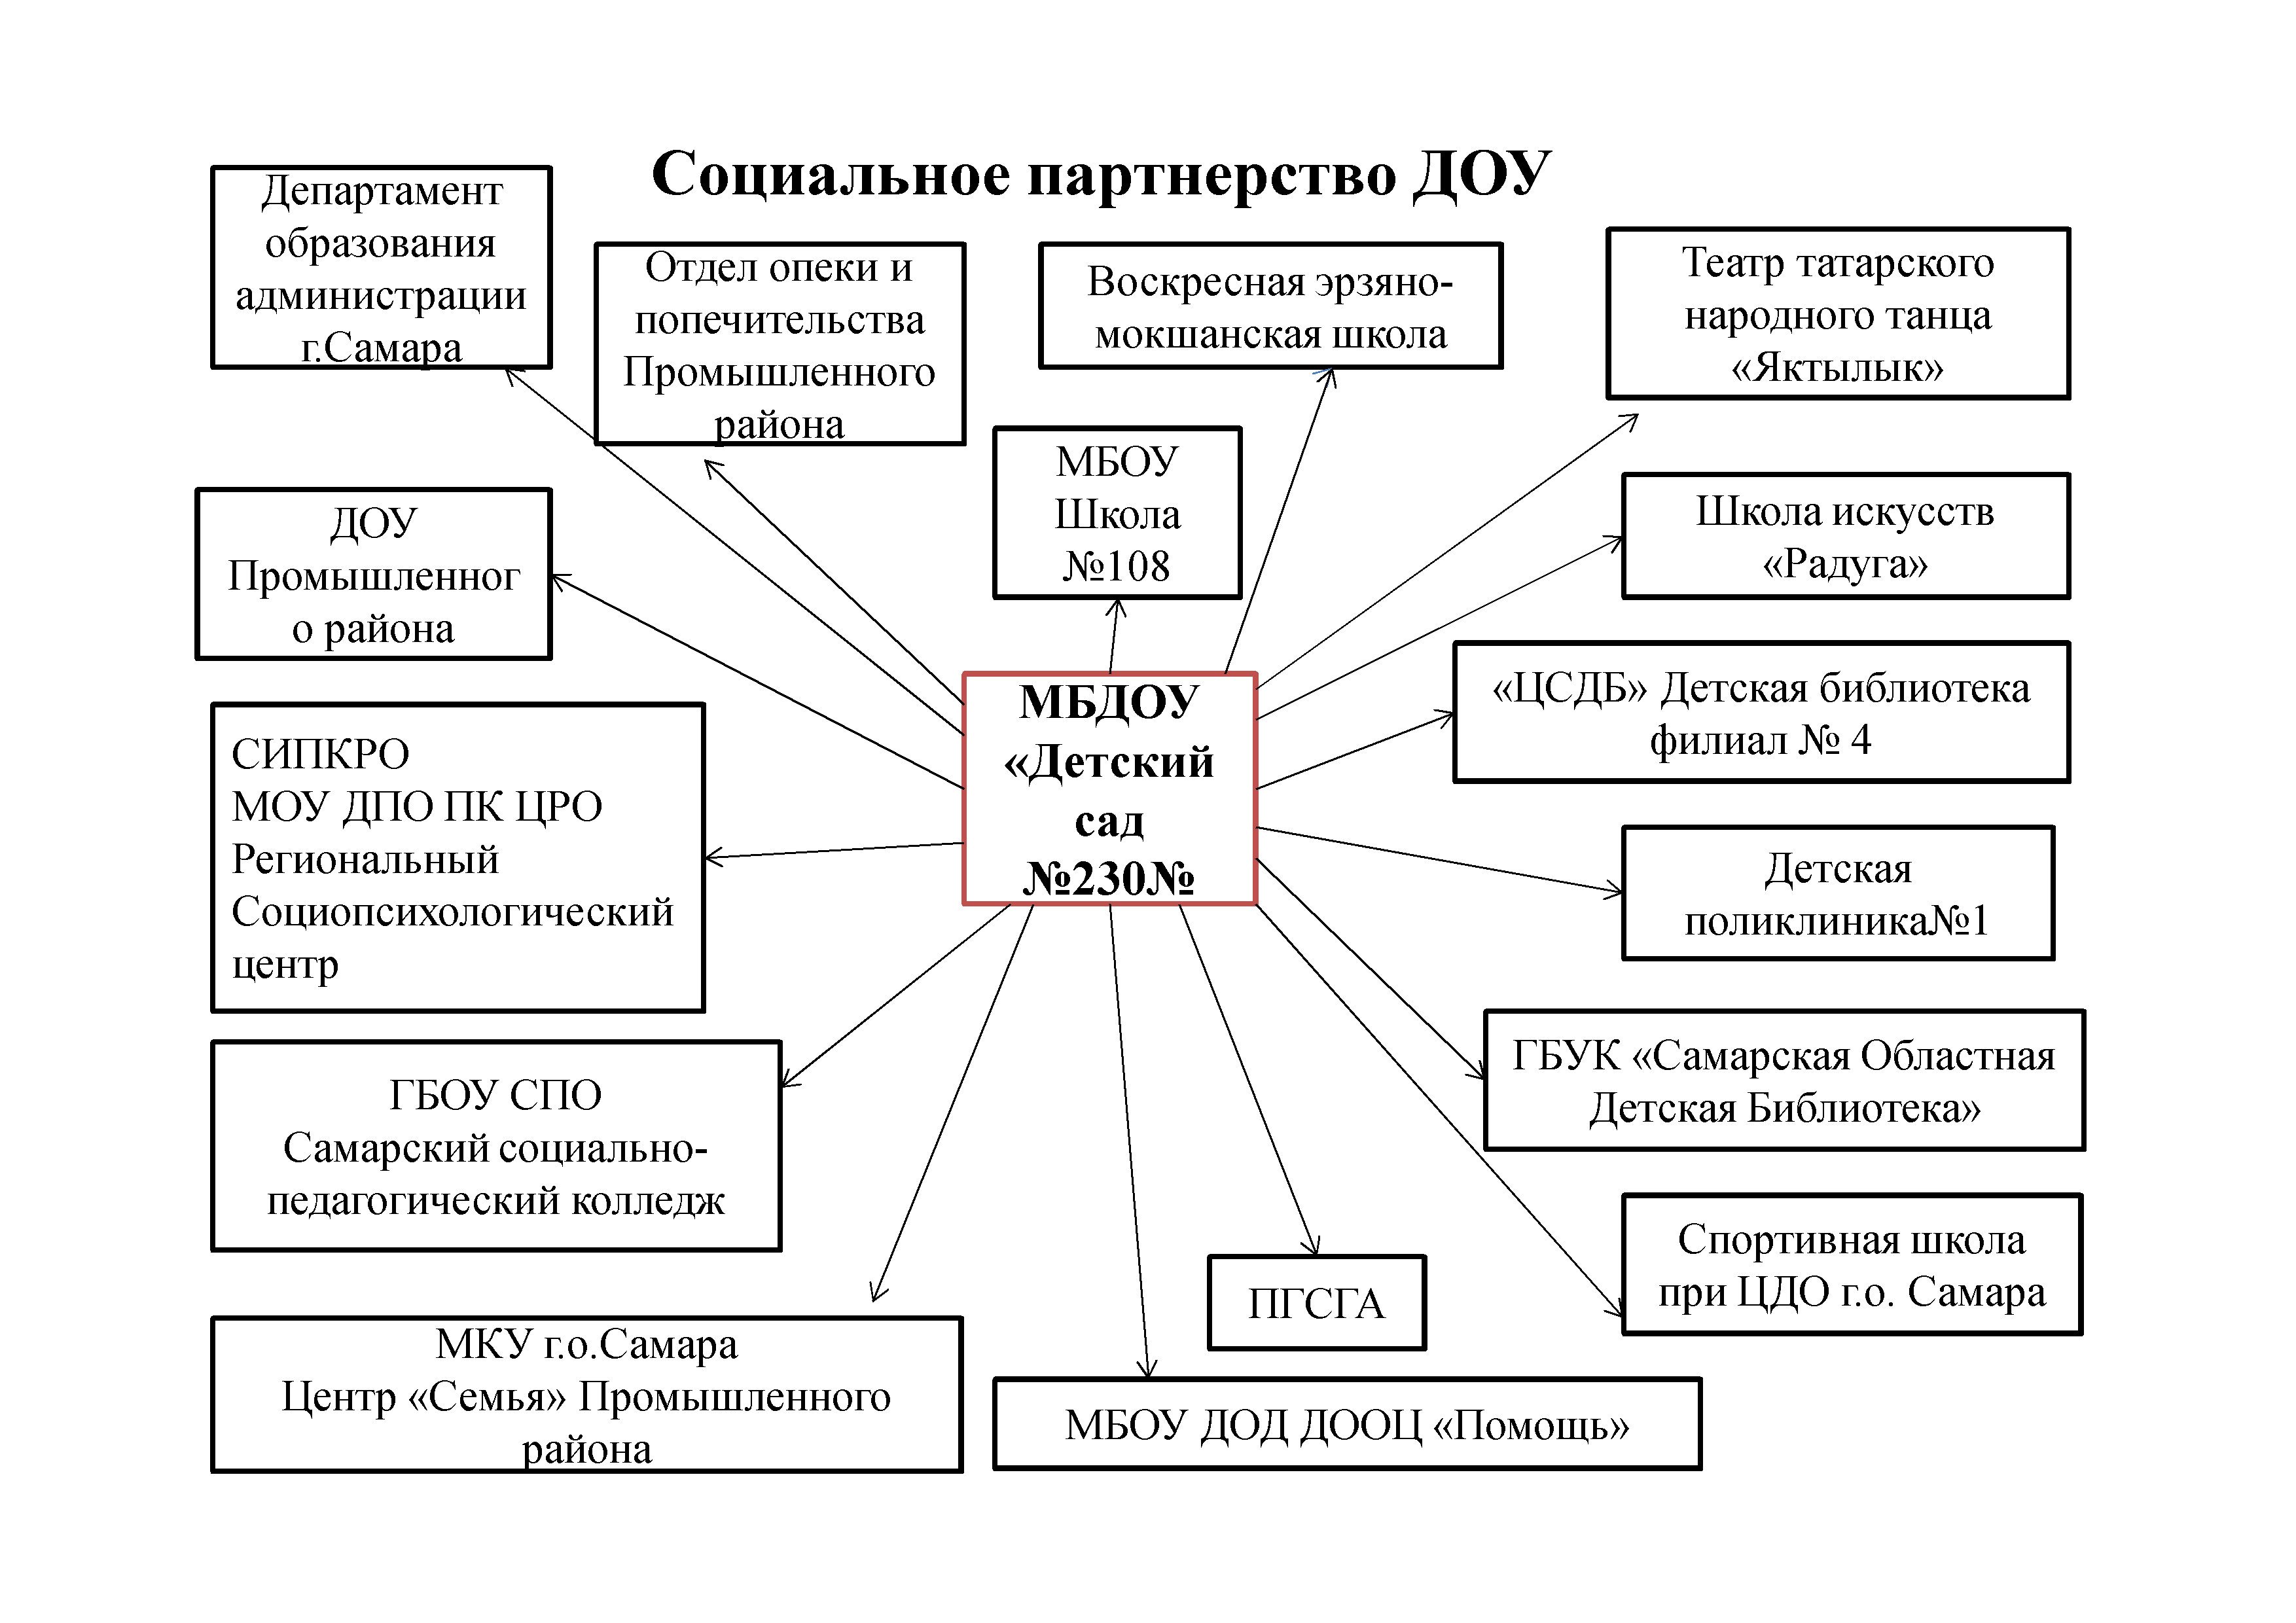 Социальное партнерство ДОУ
Департамент
образования
администрации
г.Самара
Отдел опеки и
попечительства
Промышленного
района
Воскресная эрзяно-
мокшанская школа
Театр татарского
народного танца
«Яктылык»
МБОУ
Школа
№108
Школа искусств
«Радуга»
ДОУ
Промышленног
о района
«ЦСДБ» Детская библиотека
филиал № 4
МБДОУ
«Детский
сад
№230№
СИПКРО
МОУ ДПО ПК ЦРО
Региональный
Социопсихологический
центр
Детская
поликлиника№1
ГБУК «Самарская Областная
Детская Библиотека»
ГБОУ СПО
Самарский социально-
педагогический колледж
Спортивная школа
при ЦДО г.о. Самара
ПГСГА
МКУ г.о.Самара
Центр «Семья» Промышленного
района
МБОУ ДОД ДООЦ «Помощь»